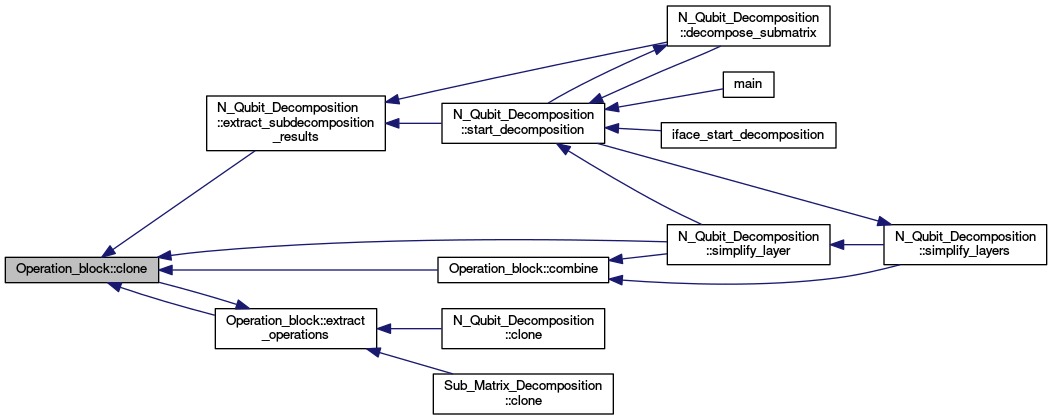 N_Qubit_Decomposition
::decompose_submatrix
main
N_Qubit_Decomposition
::extract_subdecomposition
_results
N_Qubit_Decomposition
::start_decomposition
iface_start_decomposition
N_Qubit_Decomposition
::simplify_layer
N_Qubit_Decomposition
::simplify_layers
Operation_block::clone
Operation_block::combine
Operation_block::extract
_operations
N_Qubit_Decomposition
::clone
Sub_Matrix_Decomposition
::clone